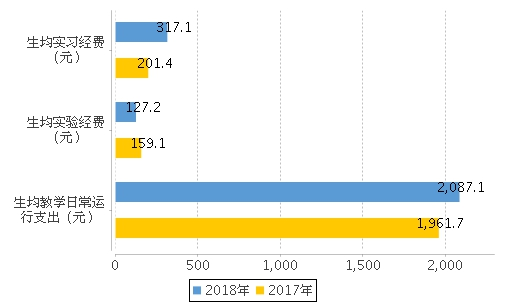 生均实习经费
（元）
317.1
201.4
生均实验经费
（元）
127.2
159.1
生均教学日常运
行支出（元）
2,087.1
1,961.7
0 500 1,000 1,500 2,000
2018年 2017年